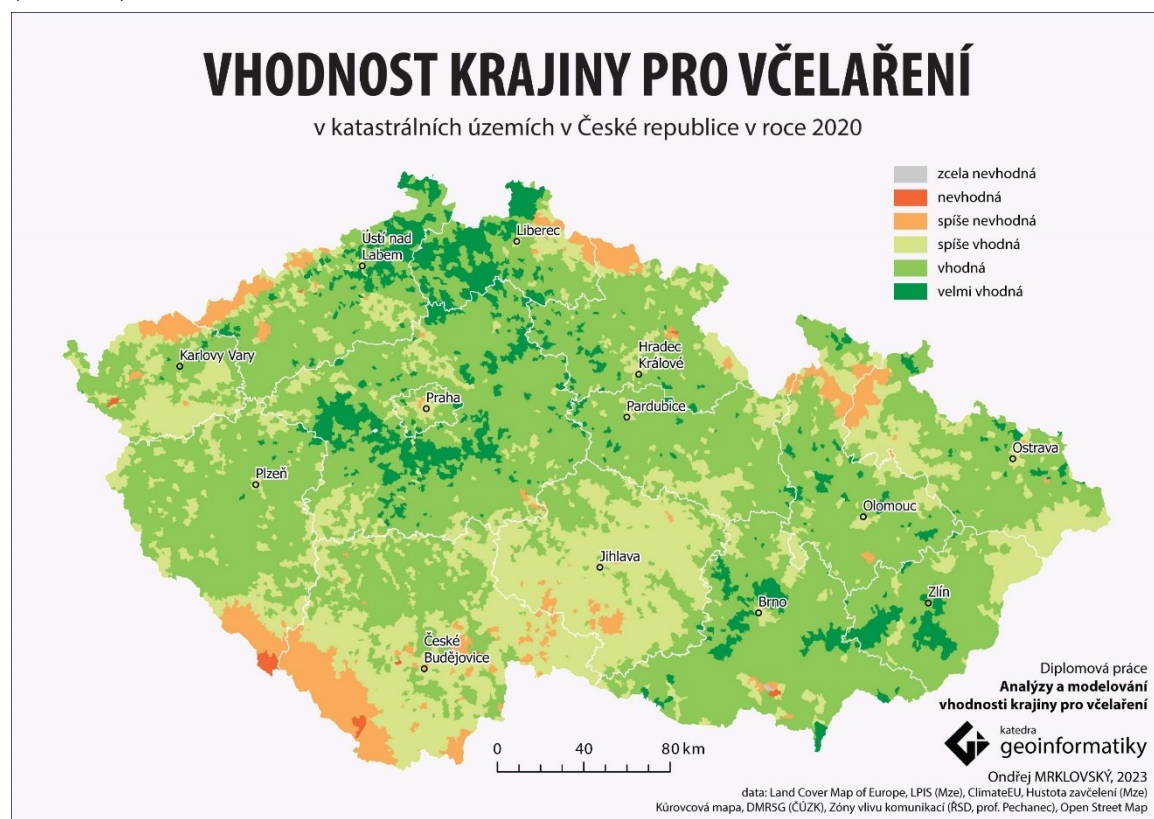 VHODNOST KRAJINY PRO VČELAŘENÍ
v katastrálních územích v České republice v roce 2020
zcela nevhodná
nevhodná
spíše nevhodná
spíše vhodná
vhodná
velmi vhodná
Liberec
Ústí nad
Labem
Karlovy Vary
Hradec
Králové
Praha
Pardubice
Ostrava
Plzeň
Olomouc
Jihlava
Brno
Zlín
České
Budějovice
0 40 80 km
Diplomová práce
Analýzy a modelování
vhodnosti krajiny pro včelaření
katedra
geoinformatiky
Ondřej MRKLOVSKÝ, 2023
data: Land Cover Map of Europe, LPIS (Mze), ClimateEU, Hustota zavčelení (Mze)
Kůrovcová mapa, DMR5G (ČÚZK), Zóny vlivu komunikací (ŘSD, prof. Pechanec), Open Street Map